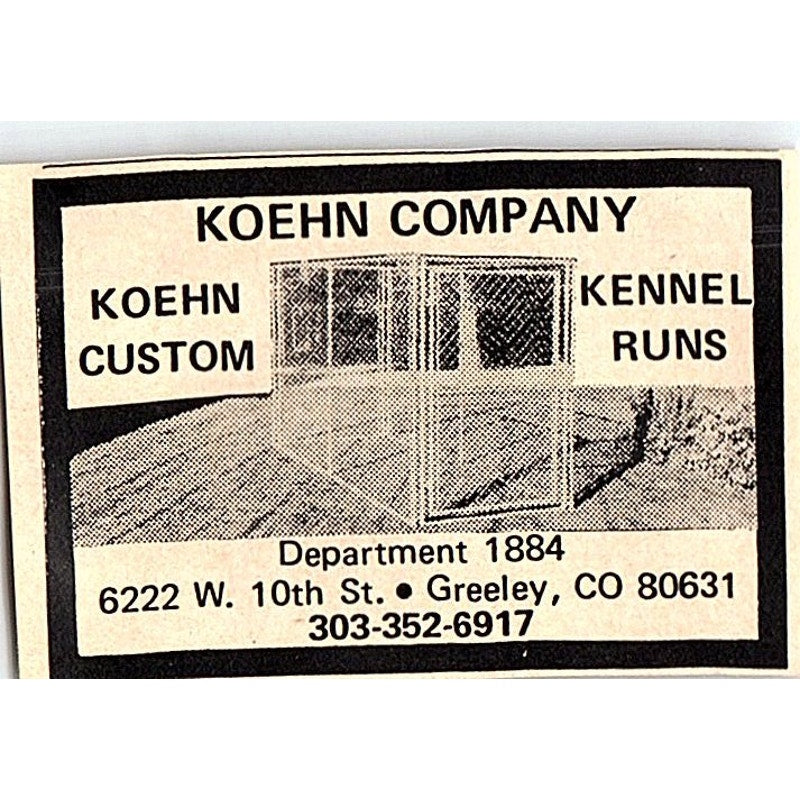 KOEHN COMPANY
KOEHN
CUSTOM
KENNEL
RUNS
Department 1884
6222 W. 10th St. ● Greeley, CO 80631
303-352-6917